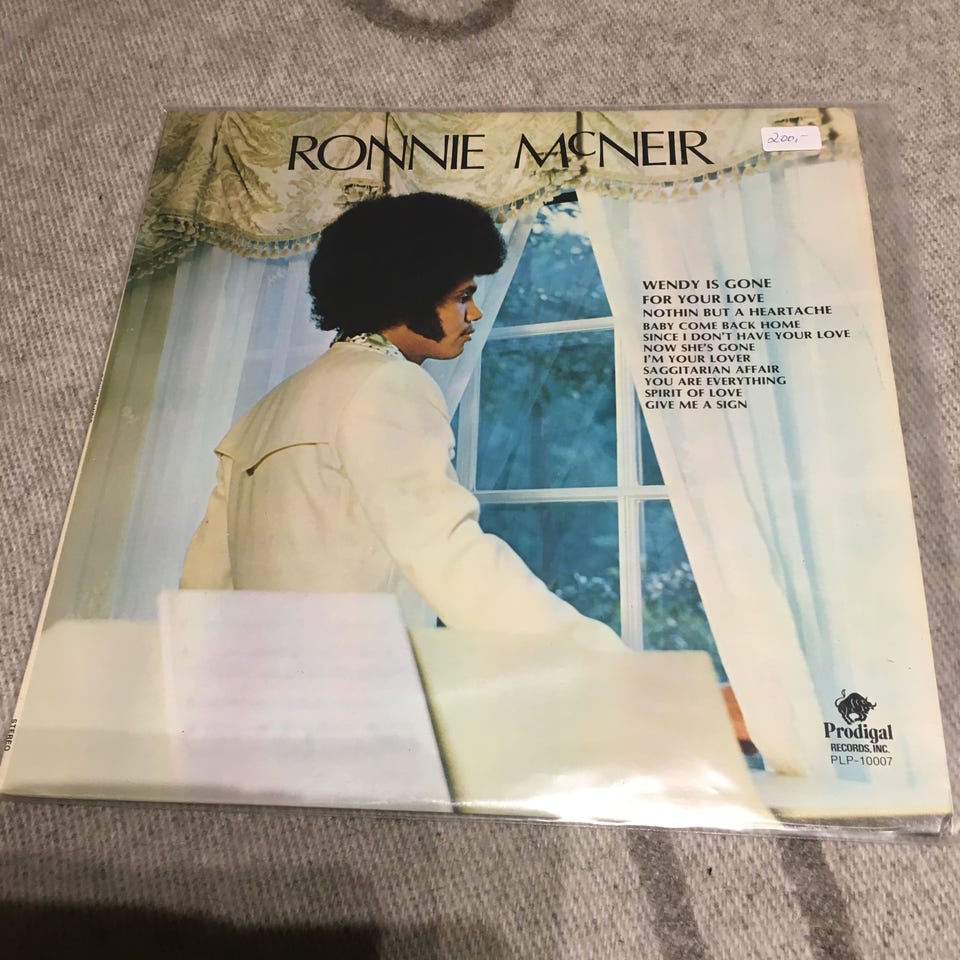 RONNIE McNEIR
200,-
WENDY IS GONE
FOR YOUR LOVE
NOTHIN BUT A HEARTACHE
BABY COME BACK HOME
SINCE I DON'T HAVE YOUR LOVE
NOW SHE'S GONE
I'M YOUR LOVER
SAGGITARIAN AFFAIR
YOU ARE EVERYTHING
SPIRIT OF LOVE
GIVE ME A SIGN
Prodigal
RECORDS, INC.
PLP-10007
STEREO